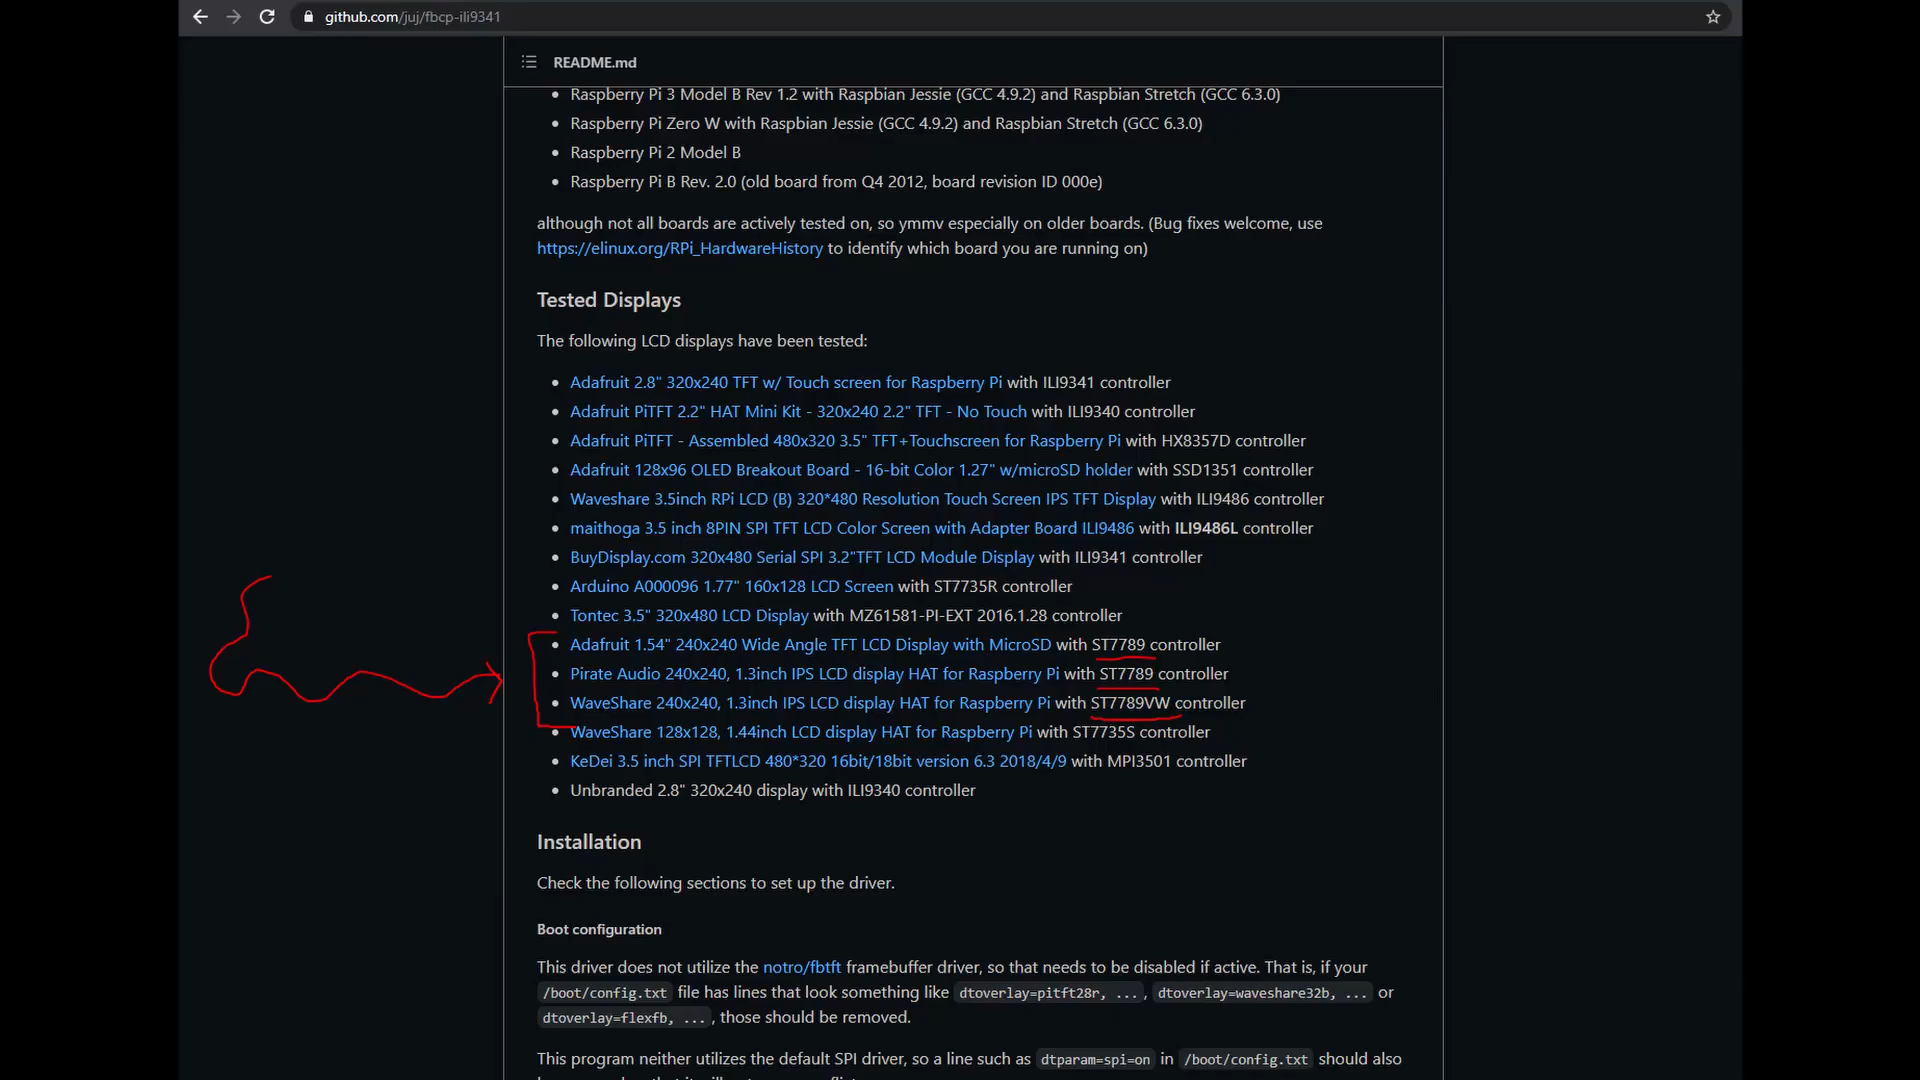 github.com/juj/fbcp-ili9341
README.md
Raspberry Pi 3 Model B Rev 1.2 with Raspbian Jessie (GCC 4.9.2) and Raspbian Stretch (GCC 6.3.0)
Raspberry Pi Zero W with Raspbian Jessie (GCC 4.9.2) and Raspbian Stretch (GCC 6.3.0)
Raspberry Pi 2 Model B
Raspberry Pi B Rev. 2.0 (old board from Q4 2012, board revision ID 000e)
although not all boards are actively tested on, so ymmv especially on older boards. (Bug fixes welcome, use
https://elinux.org/RPi_HardwareHistory to identify which board you are running on)
Tested Displays
The following LCD displays have been tested:
Adafruit 2.8" 320x240 TFT w/ Touch screen for Raspberry Pi with ILI9341 controller
Adafruit PiTFT 2.2" HAT Mini Kit - 320x240 2.2" TFT - No Touch with ILI9340 controller
Adafruit PiTFT - Assembled 480x320 3.5" TFT+Touchscreen for Raspberry Pi with HX8357D controller
Adafruit 128x96 OLED Breakout Board - 16-bit Color 1.27" w/microSD holder with SSD1351 controller
Waveshare 3.5inch RPi LCD (B) 320*480 Resolution Touch Screen IPS TFT Display with ILI9486 controller
maithoga 3.5 inch 8PIN SPI TFT LCD Color Screen with Adapter Board ILI9486 with ILI9486L controller
BuyDisplay.com 320x480 Serial SPI 3.2"TFT LCD Module Display with ILI9341 controller
Arduino A000096 1.77" 160x128 LCD Screen with ST7735R controller
Tontec 3.5" 320x480 LCD Display with MZ61581-PI-EXT 2016.1.28 controller
Adafruit 1.54" 240x240 Wide Angle TFT LCD Display with MicroSD with ST7789 controller
Pirate Audio 240x240, 1.3inch IPS LCD display HAT for Raspberry Pi with ST7789 controller
WaveShare 240x240, 1.3inch IPS LCD display HAT for Raspberry Pi with ST7789VW controller
WaveShare 128x128, 1.44inch LCD display HAT for Raspberry Pi with ST7735S controller
KeDei 3.5 inch SPI TFTLCD 480*320 16bit/18bit version 6.3 2018/4/9 with MPI3501 controller
Unbranded 2.8" 320x240 display with ILI9340 controller
Installation
Check the following sections to set up the driver.
Boot configuration
This driver does not utilize the notro/fbtft framebuffer driver, so that needs to be disabled if active. That is, if your
/boot/config.txt file has lines that look something like dtoverlay=pitft28r, ... , dtoverlay=waveshare32b, ... or
dtoverlay=flexfb, ... , those should be removed.
This program neither utilizes the default SPI driver, so a line such as dtparam=spi=on in /boot/config.txt should also